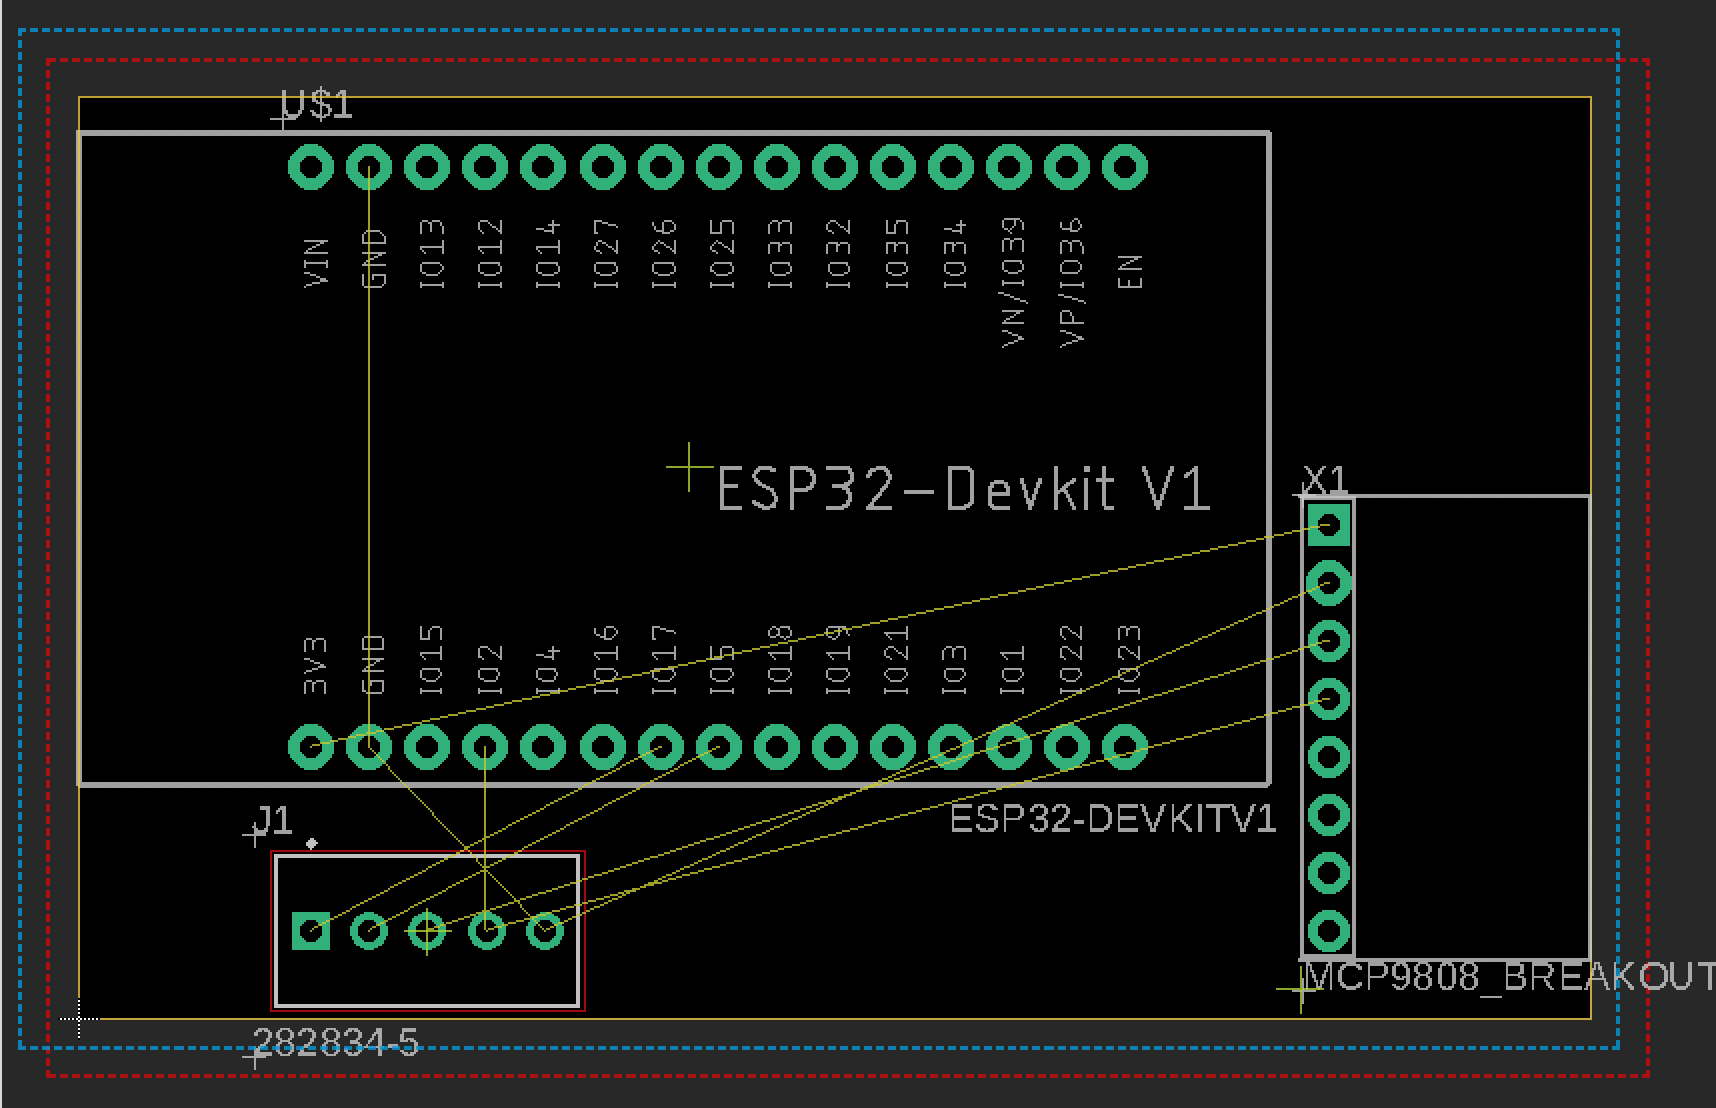 U$1
VIN
GND
IO13
IO12
IO14
IO27
IO26
IO25
IO33
IO32
IO35
IO34
VN/IO39
VP/IO36
EN
ESP32-Devkit V1
X1
3V3
GND
IO15
IO2
IO4
IO16
IO17
IO5
IO18
IO19
IO21
IO3
IO1
IO22
IO23
J1
ESP32-DEVKITV1
MCP9808_BREAKOUT
282834-5